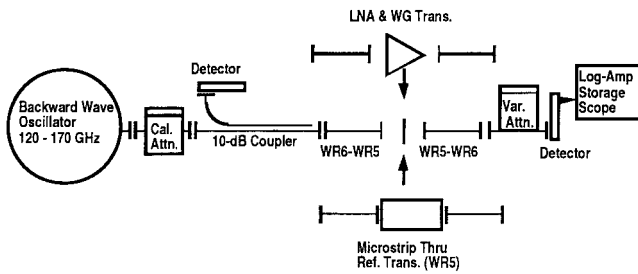 LNA & WG Trans.
Detector
Backward Wave
Oscillator
120 - 170 GHz
Cal.
Attn.
10-dB Coupler
WR6-WR5
WR5-WR6
Var.
Attn.
Detector
Log-Amp
Storage
Scope
Microstrip Thru
Ref. Trans. (WR5)